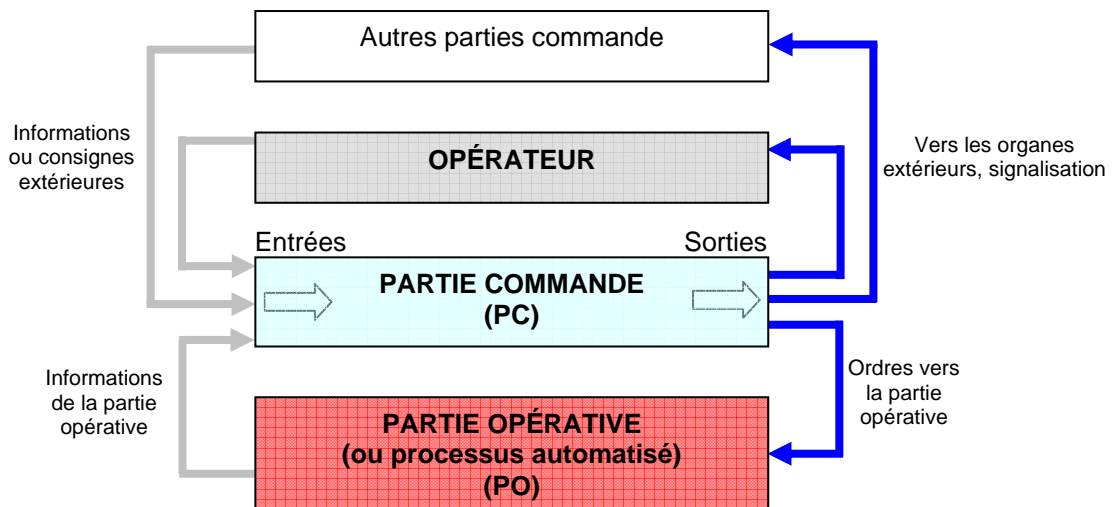 Autres parties commande
Informations
ou consignes
extérieures
OPÉRATEUR
Vers les organes
extérieurs, signalisation
Entrées
Sorties
PARTIE COMMANDE
(PC)
Informations
de la partie
opérative
Ordres vers
la partie
opérative
PARTIE OPÉRATIVE
(ou processus automatisé)
(PO)